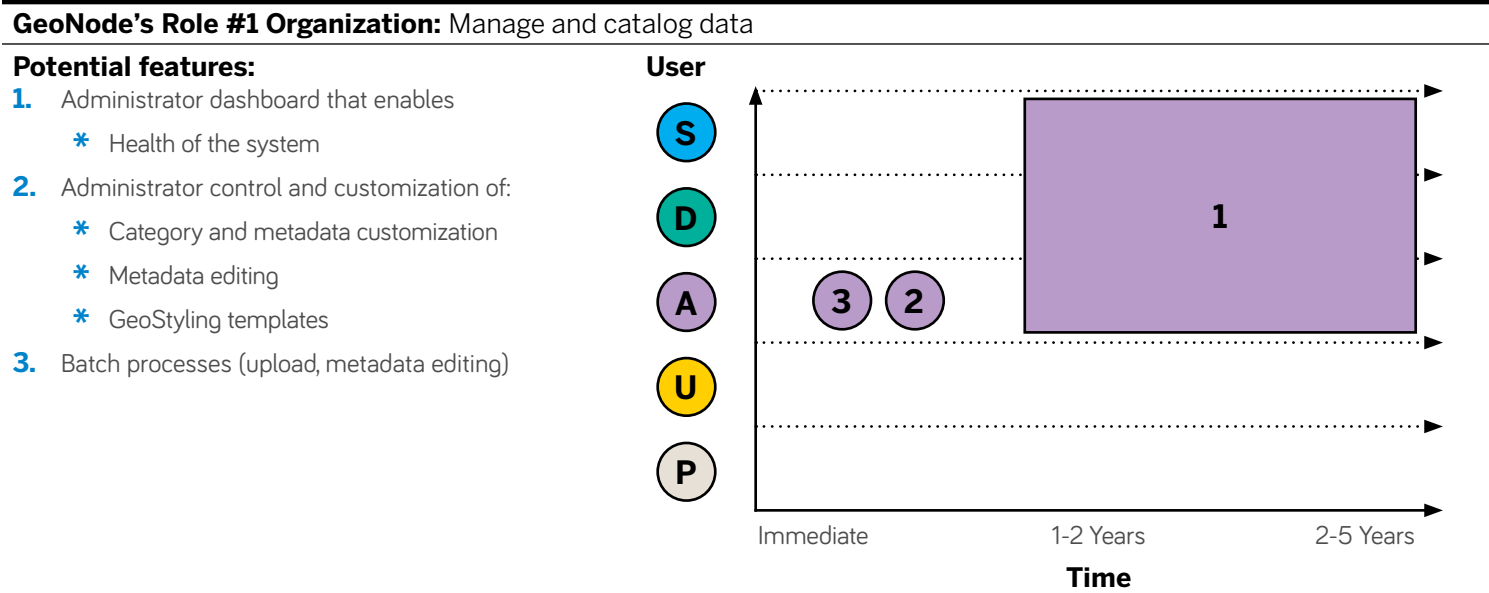 GeoNode's Role #1 Organization: Manage and catalog data
Potential features:
1. Administrator dashboard that enables
* Health of the system
2. Administrator control and customization of:
* Category and metadata customization
* Metadata editing
* GeoStyling templates
3. Batch processes (upload, metadata editing)
User
S
D
A
U
P
1
3 2
Immediate 1-2 Years 2-5 Years
Time